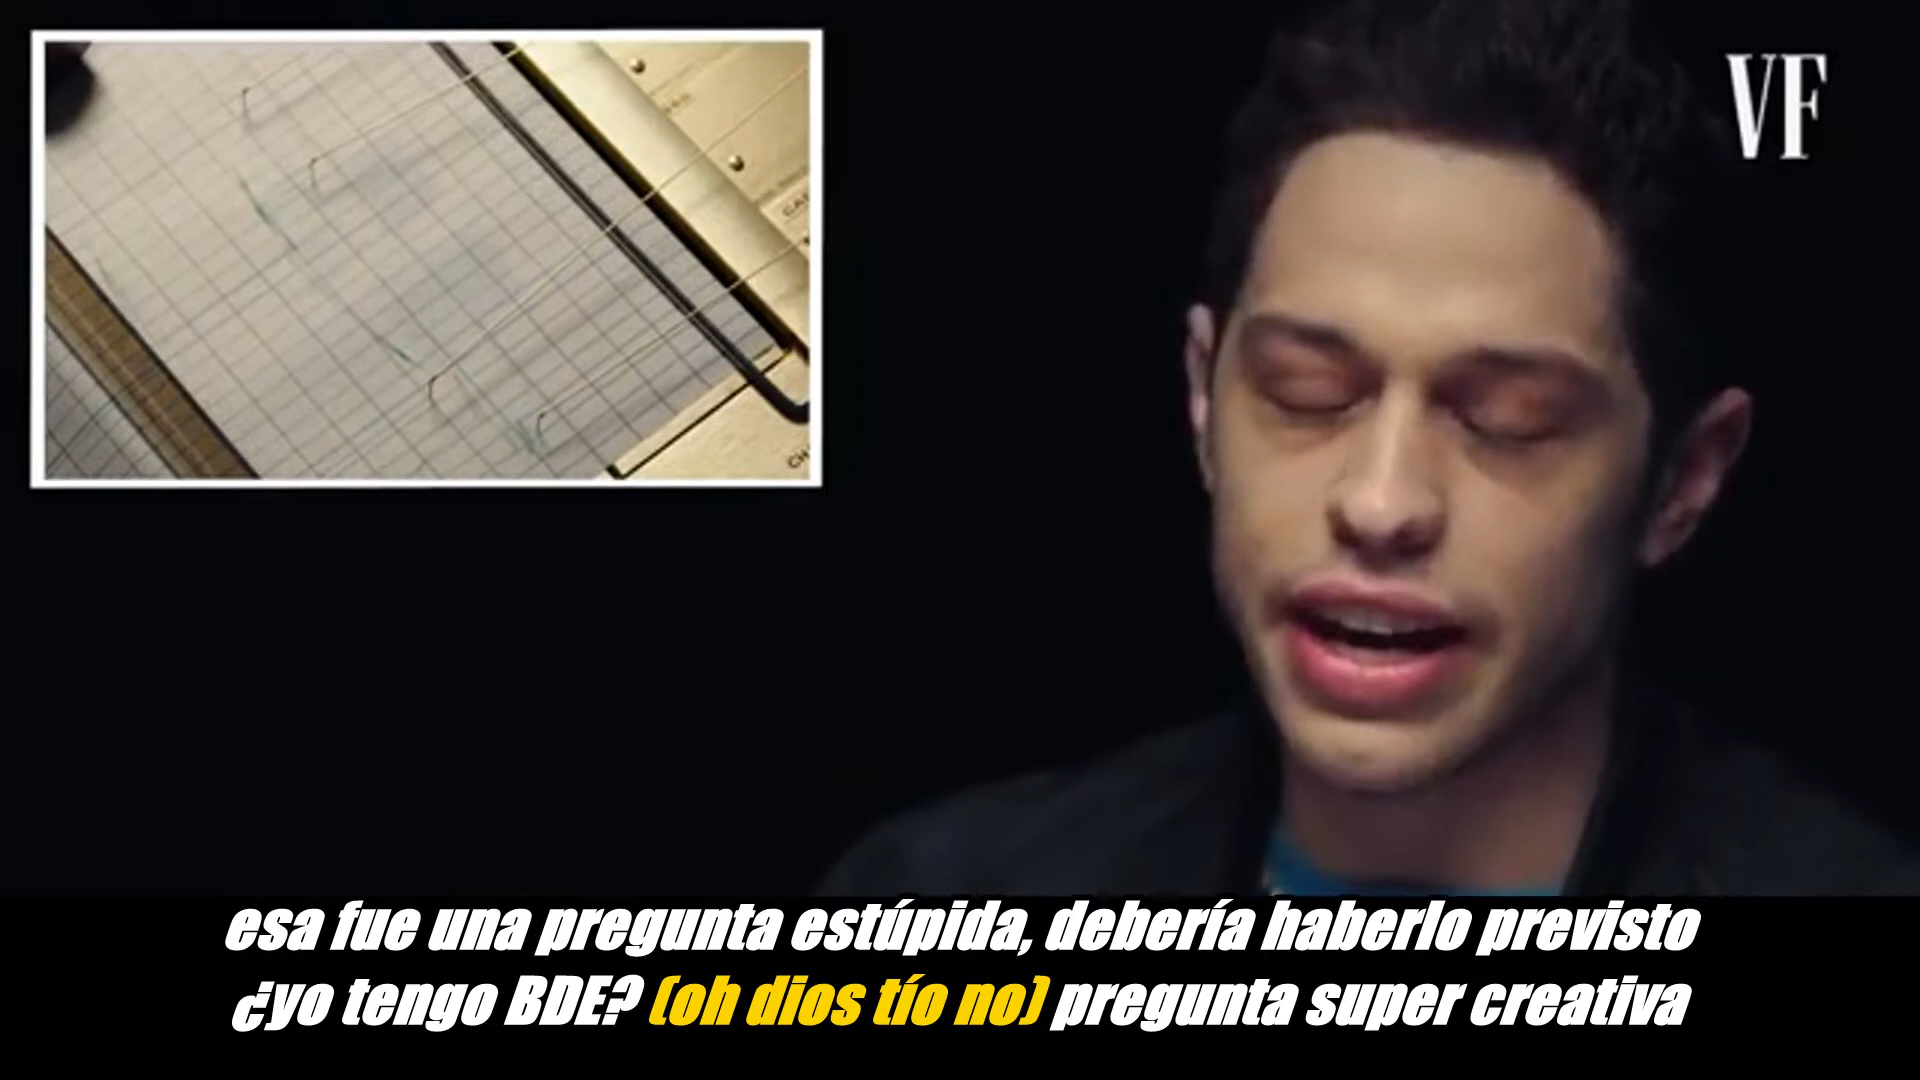 VF
esa fue una pregunta estúpida, debería haberlo previsto
¿yo tengo BDE? (oh dios tío no) pregunta super creativa